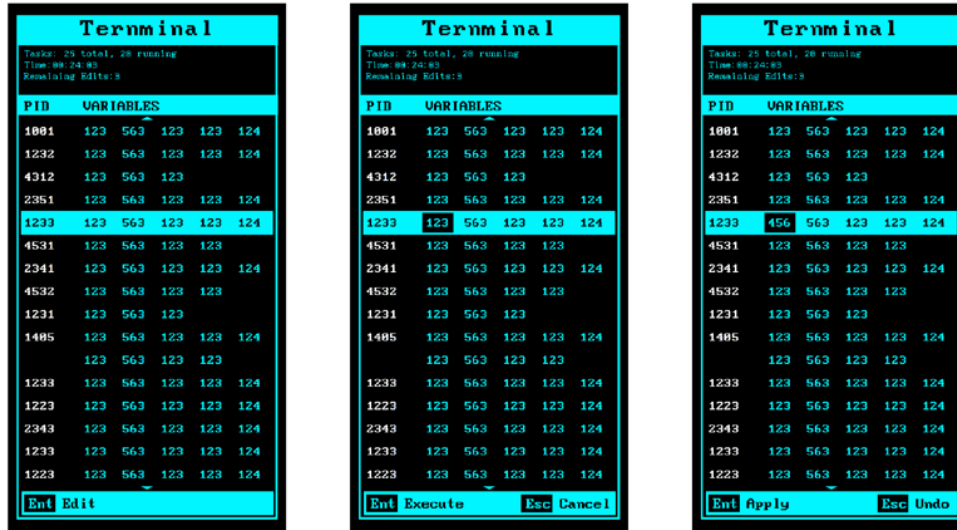 Ternminal
Tasks: 25 total, 28 running
Time:00:24:03
Remaining Edits:3
PID VARIABLES
1001 123 563 123 123 124
1232 123 563 123 123 124
4312 123 563 123
2351 123 563 123 123 124
1233 123 563 123 123 124
4531 123 563 123 123
2341 123 563 123 123 124
4532 123 563 123 123
1231 123 563 123
1405 123 563 123 123 124
123 563 123 123
1233 123 563 123 123 124
1223 123 563 123 123 124
2343 123 563 123 123 124
1233 123 563 123 123 124
1223 123 563 123 123 124
Ent Edit
Ternminal
Tasks: 25 total, 28 running
Time:00:24:03
Remaining Edits:3
PID VARIABLES
1001 123 563 123 123 124
1232 123 563 123 123 124
4312 123 563 123
2351 123 563 123 123 124
1233 123 563 123 123 124
4531 123 563 123 123
2341 123 563 123 123 124
4532 123 563 123 123
1231 123 563 123
1405 123 563 123 123 124
123 563 123 123
1233 123 563 123 123 124
1223 123 563 123 123 124
2343 123 563 123 123 124
1233 123 563 123 123 124
1223 123 563 123 123 124
Ent Execute Esc Cancel
Ternminal
Tasks: 25 total, 28 running
Time:00:24:03
Remaining Edits:3
PID VARIABLES
1001 123 563 123 123 124
1232 123 563 123 123 124
4312 123 563 123
2351 123 563 123 123 124
1233 456 563 123 123 124
4531 123 563 123 123
2341 123 563 123 123 124
4532 123 563 123 123
1231 123 563 123
1405 123 563 123 123 124
123 563 123 123
1233 123 563 123 123 124
1223 123 563 123 123 124
2343 123 563 123 123 124
1233 123 563 123 123 124
1223 123 563 123 123 124
Ent Apply Esc Undo